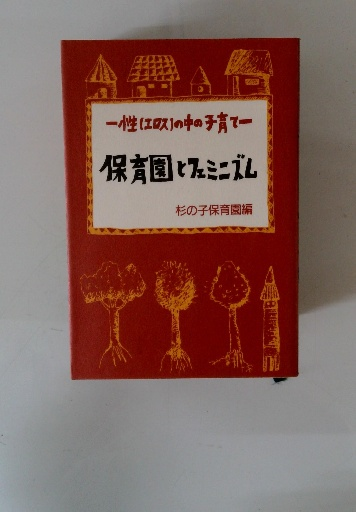 —性(エロス)の中の子育て—
保育園とフェミニズム
杉の子保育園編